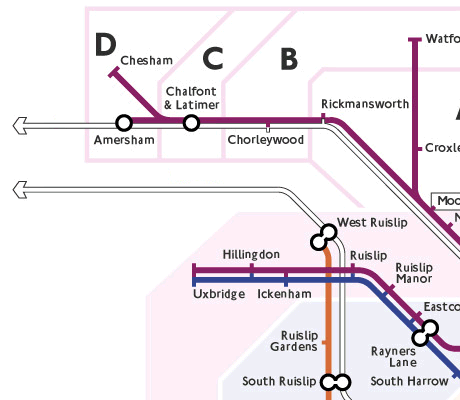 D
C
B
Chesham
Watfo
Chalfont
& Latimer
Rickmansworth
Amersham
Chorleywood
Croxle
Moo
West Ruislip
Hillingdon
Ruislip
Ruislip
Manor
Uxbridge
Ickenham
Eastco
Ruislip
Gardens
Rayners
Lane
South Ruislip
South Harrow